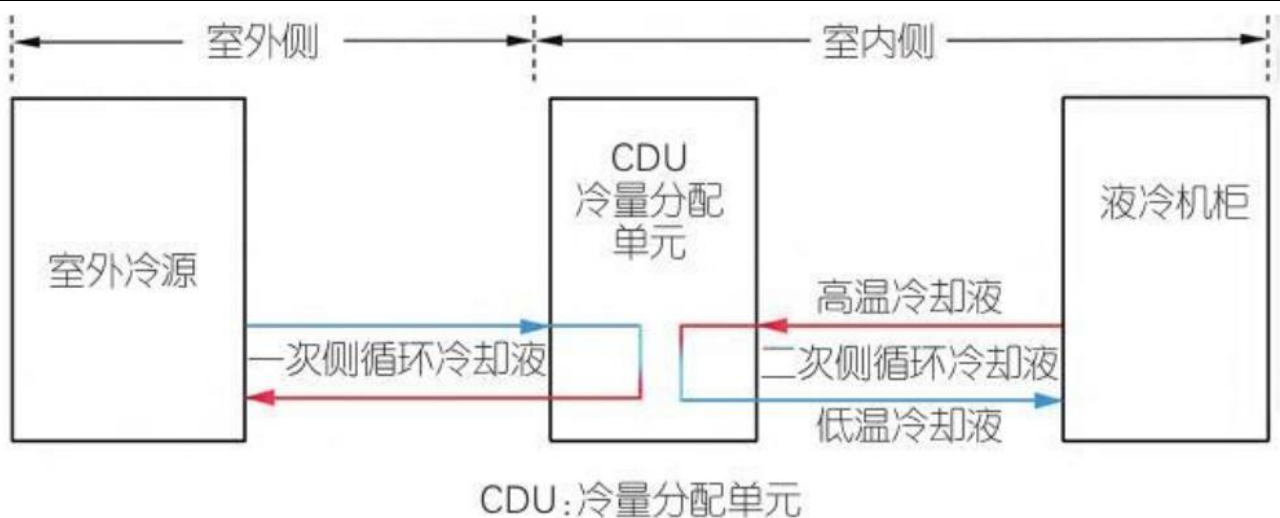 室外侧
室内侧
CDU
冷量分配
单元
液冷机柜
室外冷源
高温冷却液
一次侧循环冷却液
二次侧循环冷却液
低温冷却液
CDU:冷量分配单元